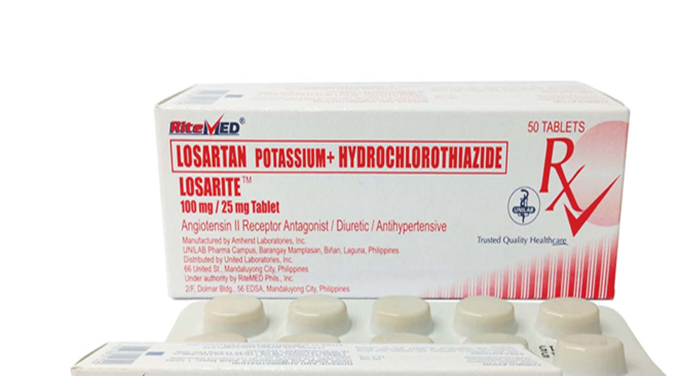 RiteMED®
50 TABLETS
LOSARTAN POTASSIUM+ HYDROCHLOROTHIAZIDE
Rx
LOSARITE™
100 mg / 25 mg Tablet
UNILAB
Angiotensin II Receptor Antagonist / Diuretic / Antihypertensive
Trusted Quality Healthcare
Manufactured by Amherst Laboratories, Inc.
UNILAB Pharma Campus, Barangay Mamplasan, Biñan, Laguna, Philippines
Distributed by United Laboratories, Inc.
66 United St., Mandaluyong City, Philippines
Under authority by RiteMED Phils., Inc.
2/F, Dolmar Bldg., 56 EDSA, Mandaluyong City, Philippines